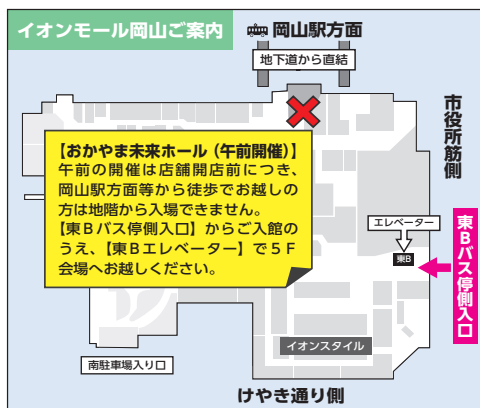 イオンモール岡山ご案内
岡山駅方面
地下道から直結
市役所筋側
【おかやま未来ホール（午前開催）】
午前の開催は店舗開店前につき、
岡山駅方面等から徒歩でお越しの
方は地階から入場できません。
【東Bバス停側入口】からご入館の
うえ、【東Bエレベーター】で5F
会場へお越しください。
エレベーター
東B
東Bバス停側入口
イオンスタイル
南駐車場入り口
けやき通り側